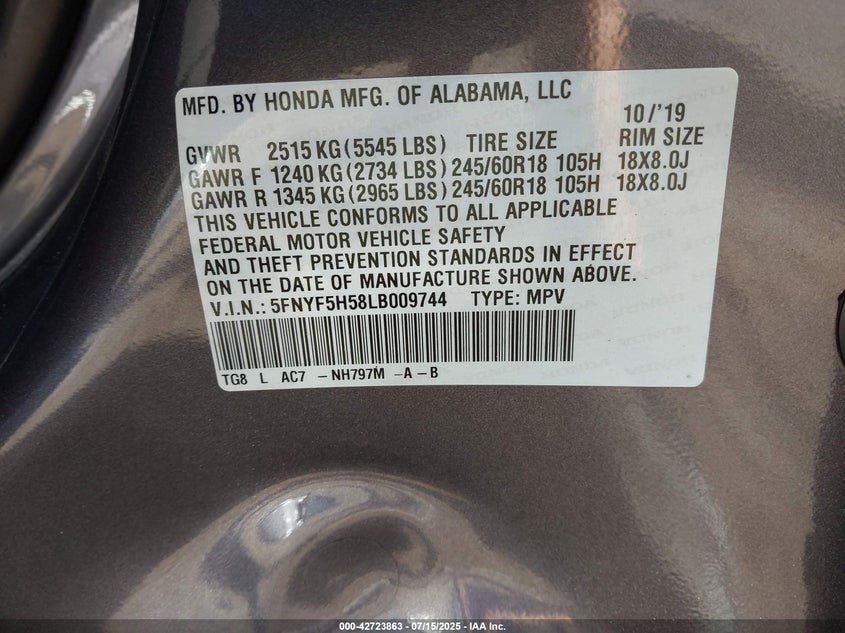 MFD. BY HONDA MFG. OF ALABAMA, LLC
10/'19
GVWR 2515 KG (5545 LBS) TIRE SIZE RIM SIZE
GAWR F 1240 KG (2734 LBS) 245/60R18 105H 18X8.0J
GAWR R 1345 KG (2965 LBS) 245/60R18 105H 18X8.0J
THIS VEHICLE CONFORMS TO ALL APPLICABLE
FEDERAL MOTOR VEHICLE SAFETY
AND THEFT PREVENTION STANDARDS IN EFFECT
ON THE DATE OF MANUFACTURE SHOWN ABOVE.
V.I.N.: 5FNYF5H58LB009744 TYPE: MPV
TG8 L AC7 -NH797M -A-B
000-42723863 - 07/15/2025 - IAA Inc.